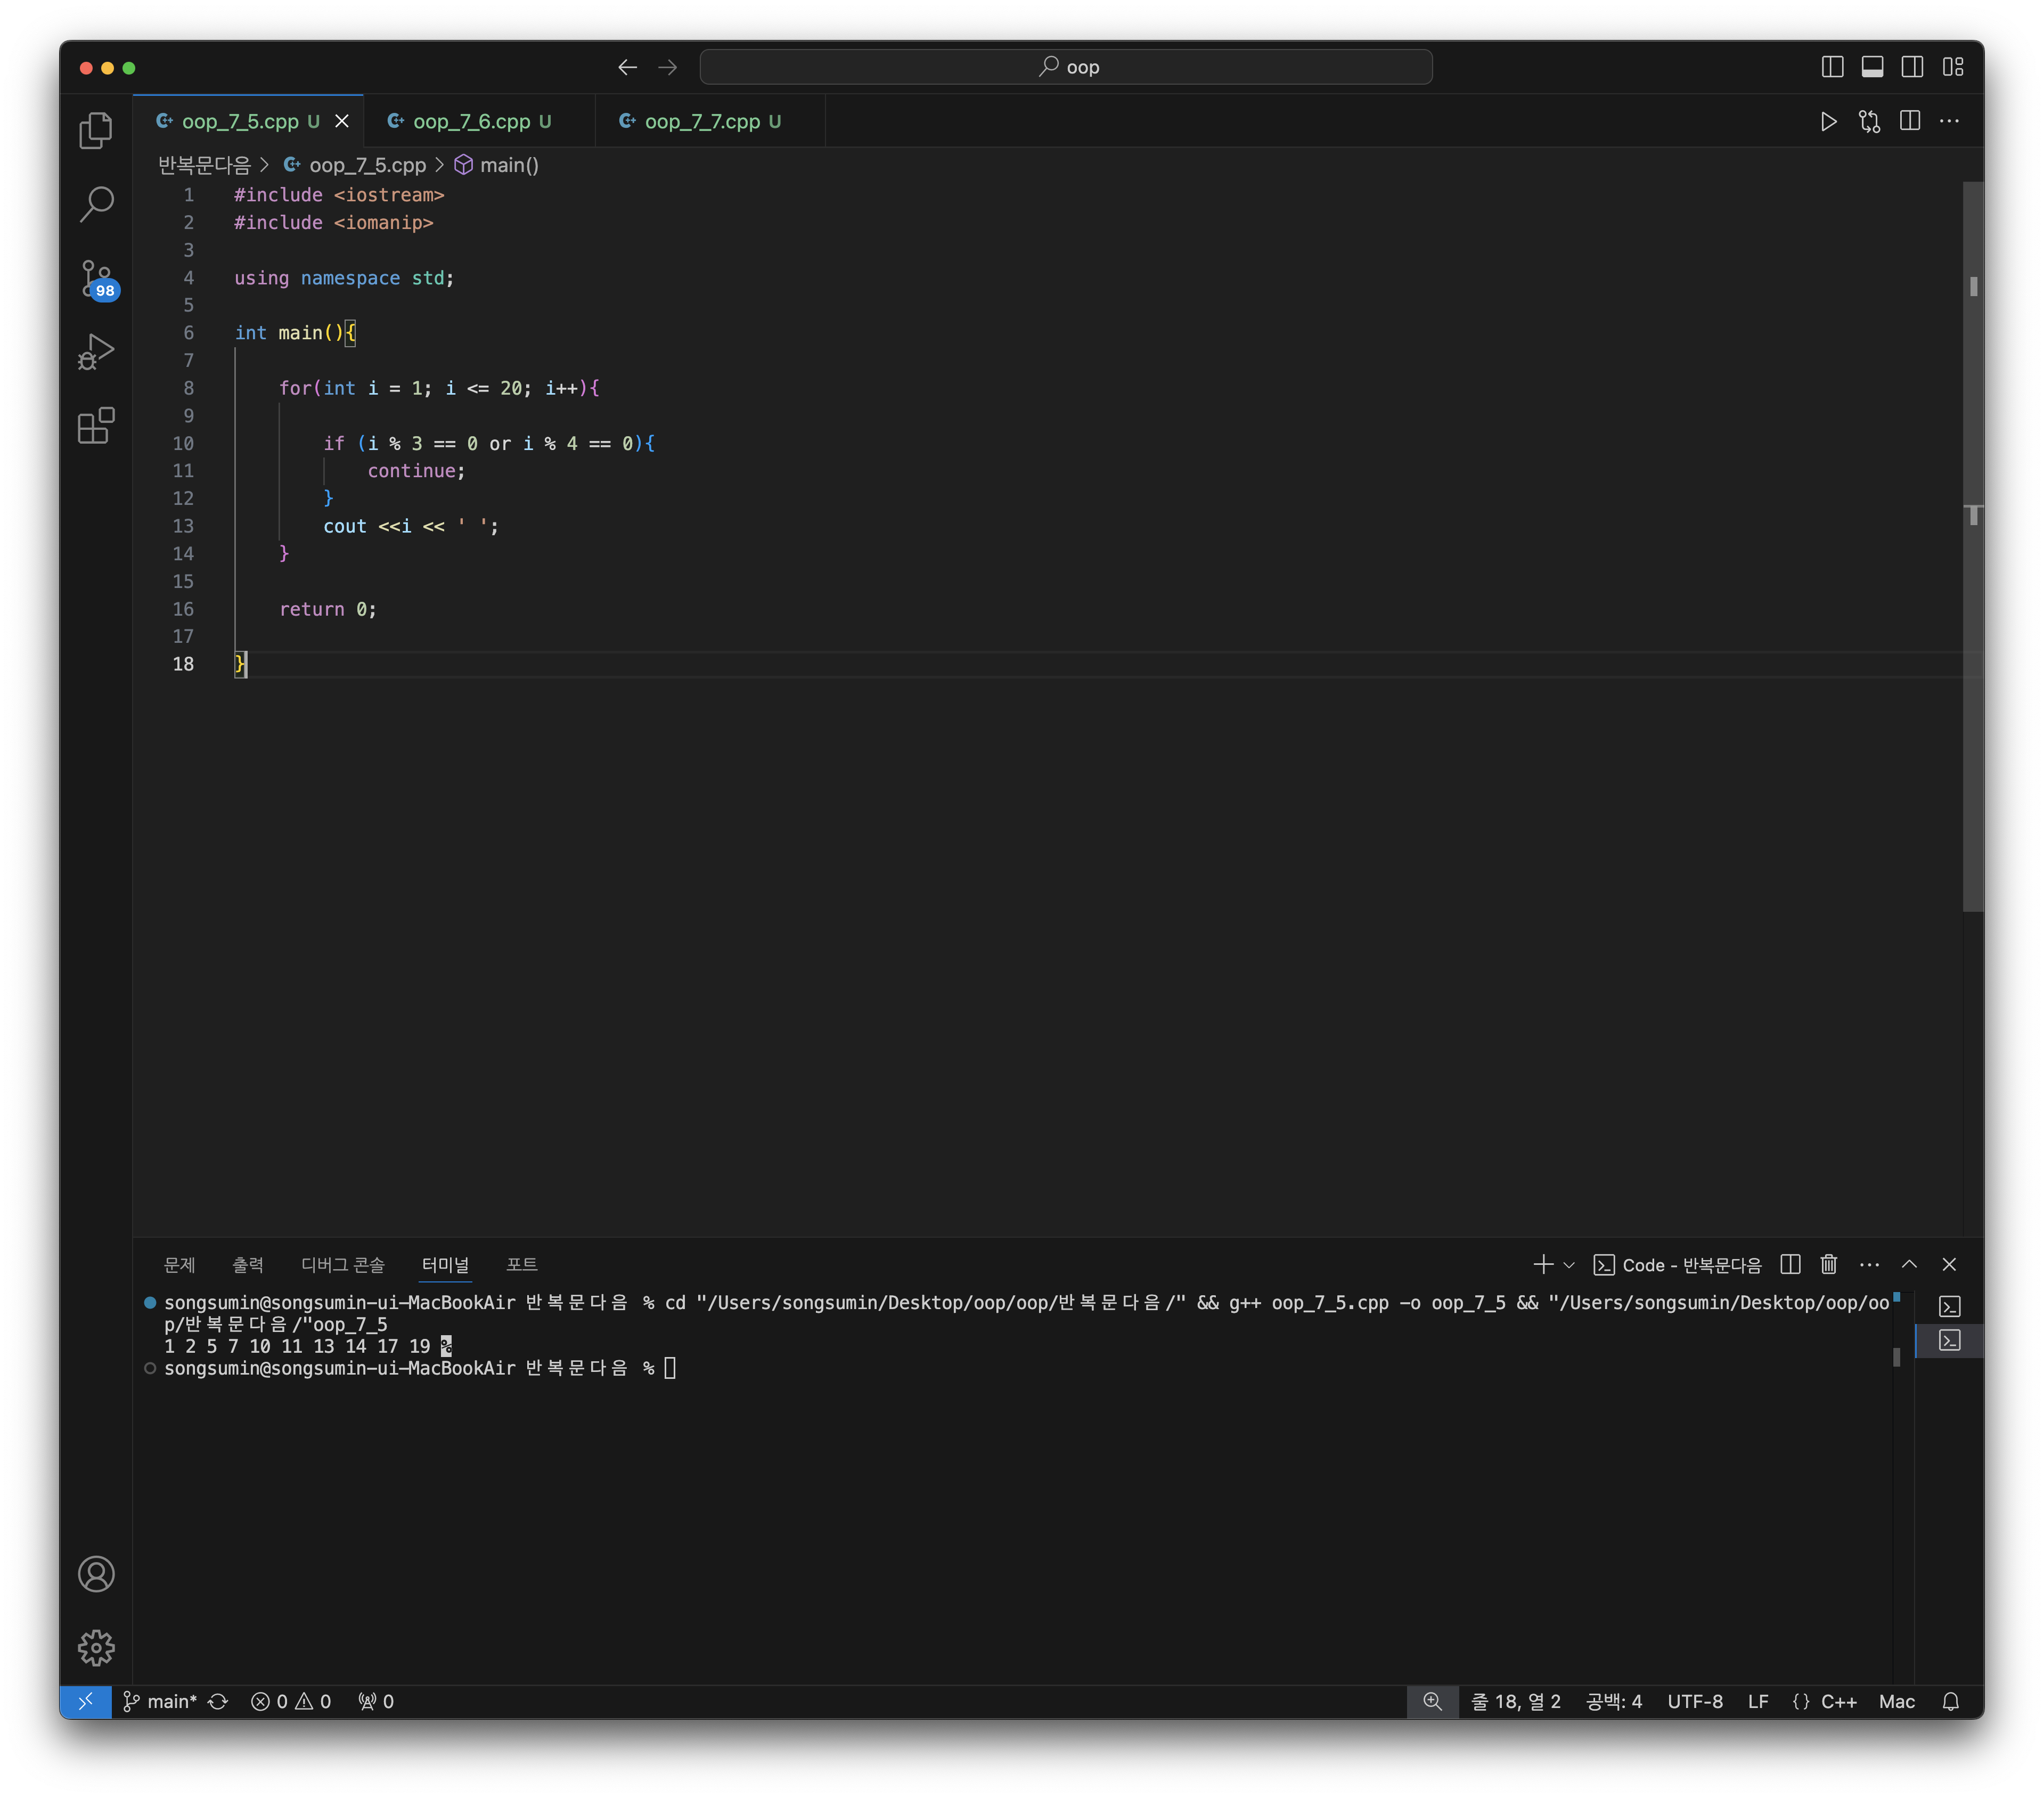 oop
oop_7_5.cpp U
oop_7_6.cpp U
oop_7_7.cpp U
반복문다음 > oop_7_5.cpp > main()
1 #include <iostream>
2 #include <iomanip>
3
4 using namespace std;
5
6 int main(){
7
8     for(int i = 1; i <= 20; i++){
9
10         if (i % 3 == 0 or i % 4 == 0){
11             continue;
12         }
13         cout <<i << ' ';
14     }
15
16     return 0;
17
18 }
98
문제 출력 디버그 콘솔 터미널 포트
Code - 반복문다음
songsumin@songsumin-ui-MacBookAir 반복문다음 % cd "/Users/songsumin/Desktop/oop/oop/반복문다음/" && g++ oop_7_5.cpp -o oop_7_5 && "/Users/songsumin/Desktop/oop/oo
p/반복문다음/"oop_7_5
1 2 5 7 10 11 13 14 17 19 %
songsumin@songsumin-ui-MacBookAir 반복문다음 %
main* 0 0 0 줄 18, 열 2 공백: 4 UTF-8 LF {} C++ Mac